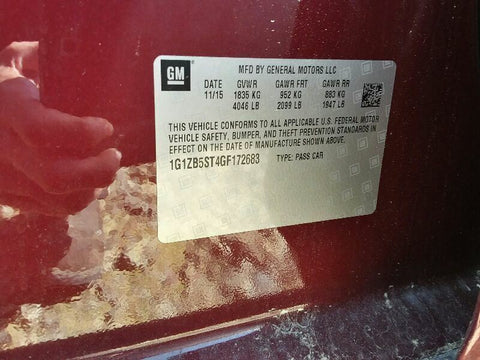 GM
MFD BY GENERAL MOTORS LLC
DATE GVWR GAWR FRT GAWR RR
11/15 1835 KG 952 KG 883 KG
4046 LB 2099 LB 1947 LB
THIS VEHICLE CONFORMS TO ALL APPLICABLE U.S. FEDERAL MOTOR
VEHICLE SAFETY, BUMPER, AND THEFT PREVENTION STANDARDS IN
EFFECT ON THE DATE OF MANUFACTURE SHOWN ABOVE.
1G1ZB5ST4GF172683 TYPE: PASS CAR